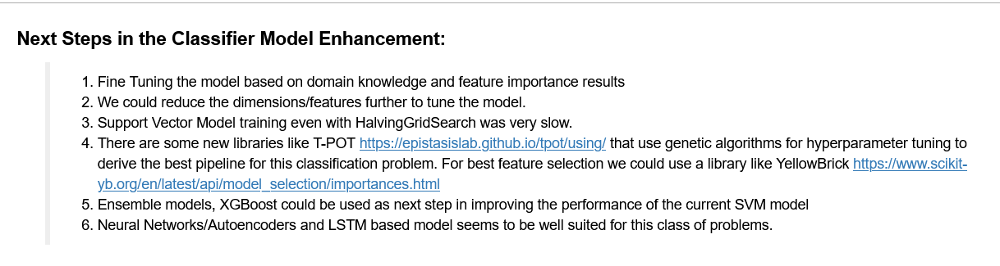 Next Steps in the Classifier Model Enhancement:
1. Fine Tuning the model based on domain knowledge and feature importance results
2. We could reduce the dimensions/features further to tune the model.
3. Support Vector Model training even with HalvingGridSearch was very slow.
4. There are some new libraries like T-POT https://epistasislab.github.io/tpot/using/ that use genetic algorithms for hyperparameter tuning to
derive the best pipeline for this classification problem. For best feature selection we could use a library like YellowBrick https://www.scikit-
yb.org/en/latest/api/model_selection/importances.html
5. Ensemble models, XGBoost could be used as next step in improving the performance of the current SVM model
6. Neural Networks/Autoencoders and LSTM based model seems to be well suited for this class of problems.